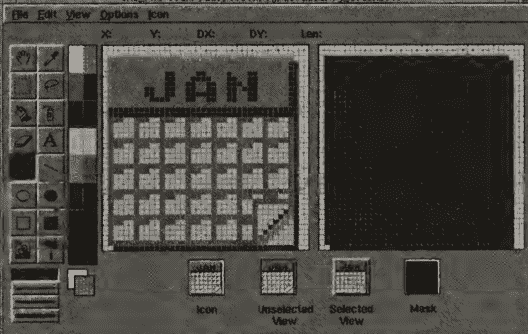 File Edit View Options Icon
X: Y: DX: DY: Len:
JAN
A
Icon
Unselected
View
Selected
View
Mask